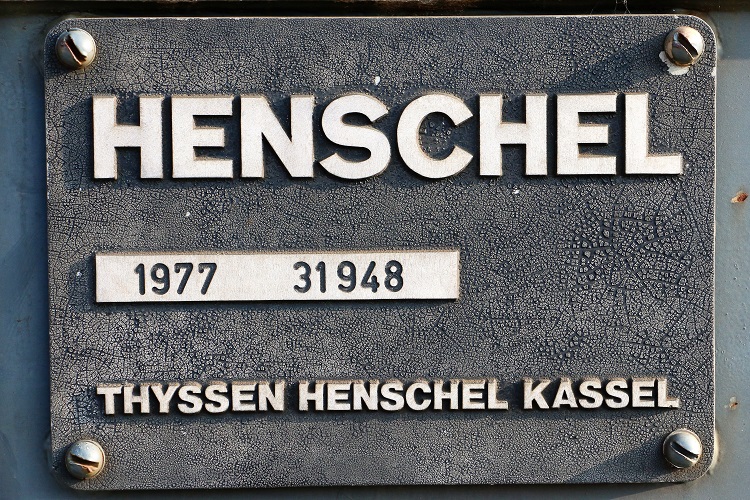 HENSCHEL
1977 31948
THYSSEN HENSCHEL KASSEL